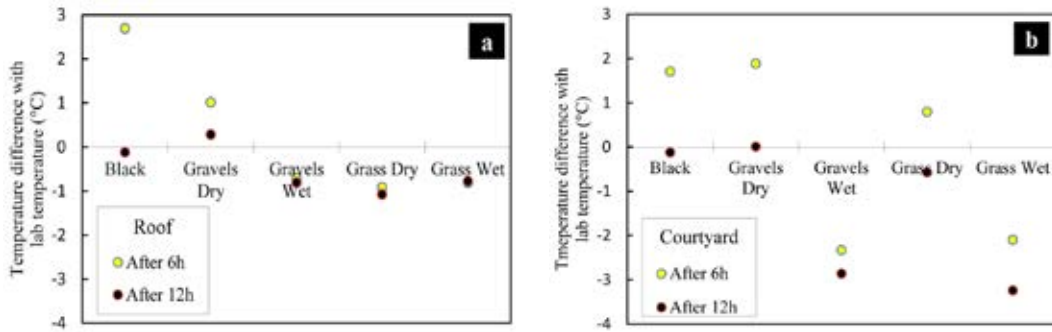 a
Temperature difference with
lab temperature (°C)
3
2
1
0
-1
-2
-3
-4
Black
Gravels
Dry
Gravels
Wet
Grass Dry
Grass Wet
Roof
After 6h
After 12h
b
Tmeperature difference with
lab temperature (°C)
3
2
1
0
-1
-2
-3
-4
Black
Gravels
Dry
Gravels
Wet
Grass Dry
Grass Wet
Courtyard
After 6h
After 12h